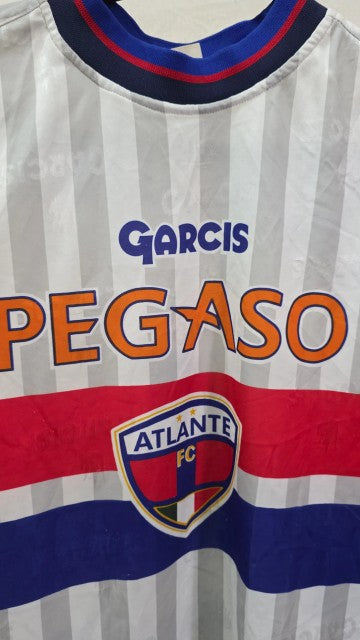 GARCIS
PEGASO
ATLANTE
FC